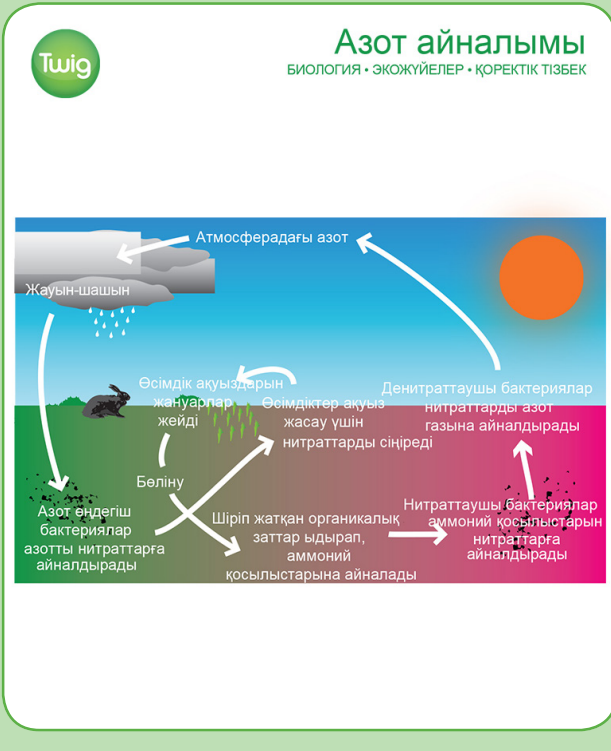 Twig
Азот айналымы
БИОЛОГИЯ • ЭКОЖҮЙЕЛЕР • ҚОРЕКТІК ТІЗБЕК
Атмосферадағы азот
Жауын-шашын
Өсімдік ақуыздарын
жануарлар
жейді
Өсімдіктер ақуыз
жасау үшін
нитраттарды сіңіреді
Денитраттаушы бактериялар
нитраттарды азот
газына айналдырады
Бөліну
Азот өңдегіш
бактериялар
азотты нитраттарға
айналдырады
Шіріп жатқан органикалық
заттар ыдырап,
аммоний
қосылыстарына айналады
Нитраттаушы бактериялар
аммоний қосылыстарын
нитраттарға
айналдырады